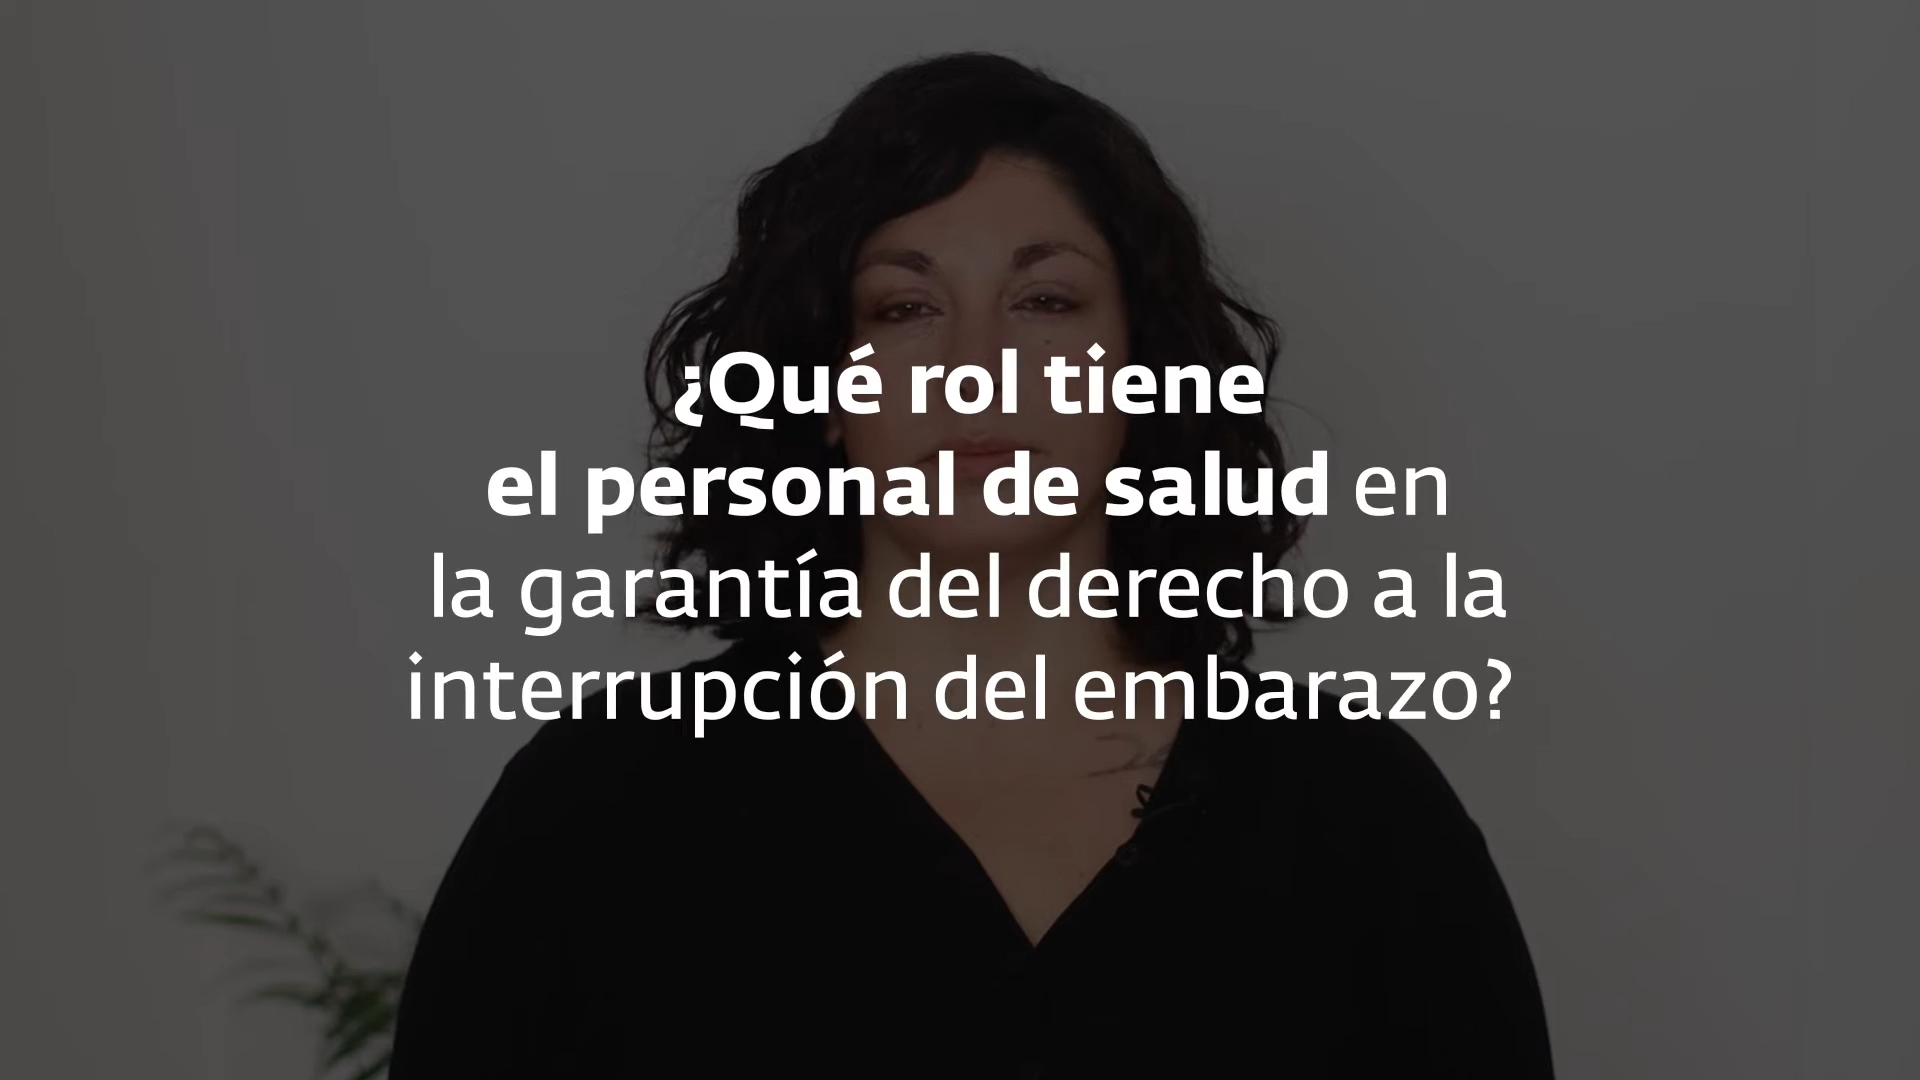 ¿Qué rol tiene
el personal de salud en
la garantía del derecho a la
interrupción del embarazo?